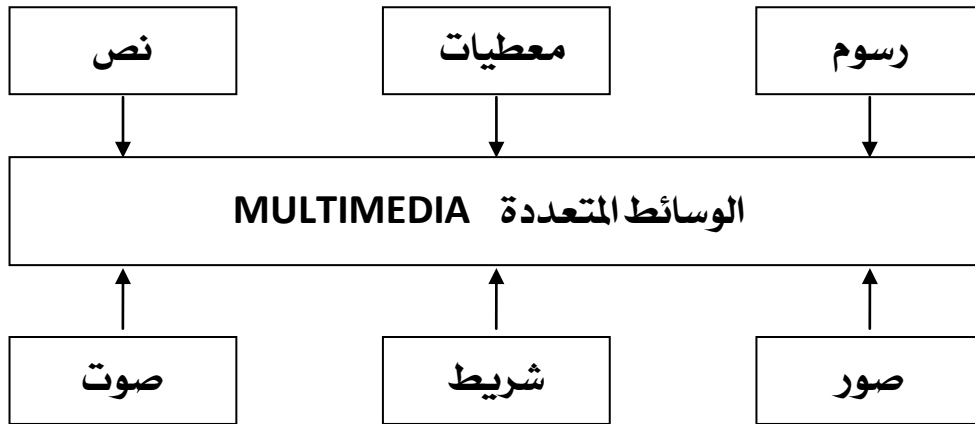 رسوم
معطيات
نص
الوسائط المتعددة MULTIMEDIA
صور
شريط
صوت